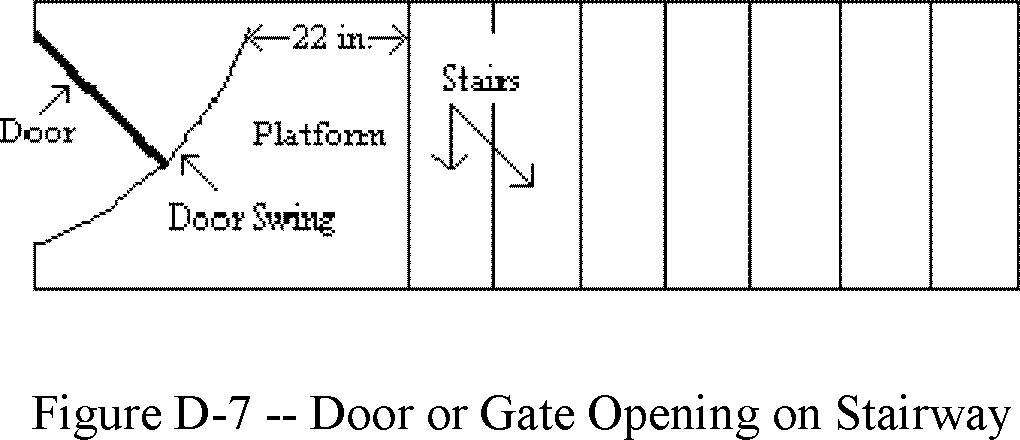 22 in.
Stairs
Door
Platform
Door Swing
Figure D-7 -- Door or Gate Opening on Stairway